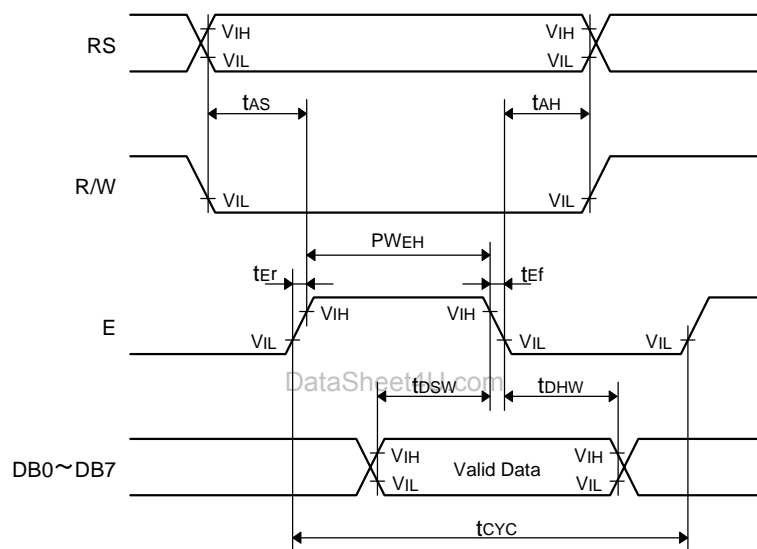 RS
VIH
VIL
VIH
VIL
tAS
tAH
R/W
VIL
VIL
PWEH
tEr
tEf
E
VIH
VIL
VIH
VIL
VIL
DataSheet4U.com
tDSW
tDHW
DB0～DB7
VIH
VIL
Valid Data
VIH
VIL
tCYC